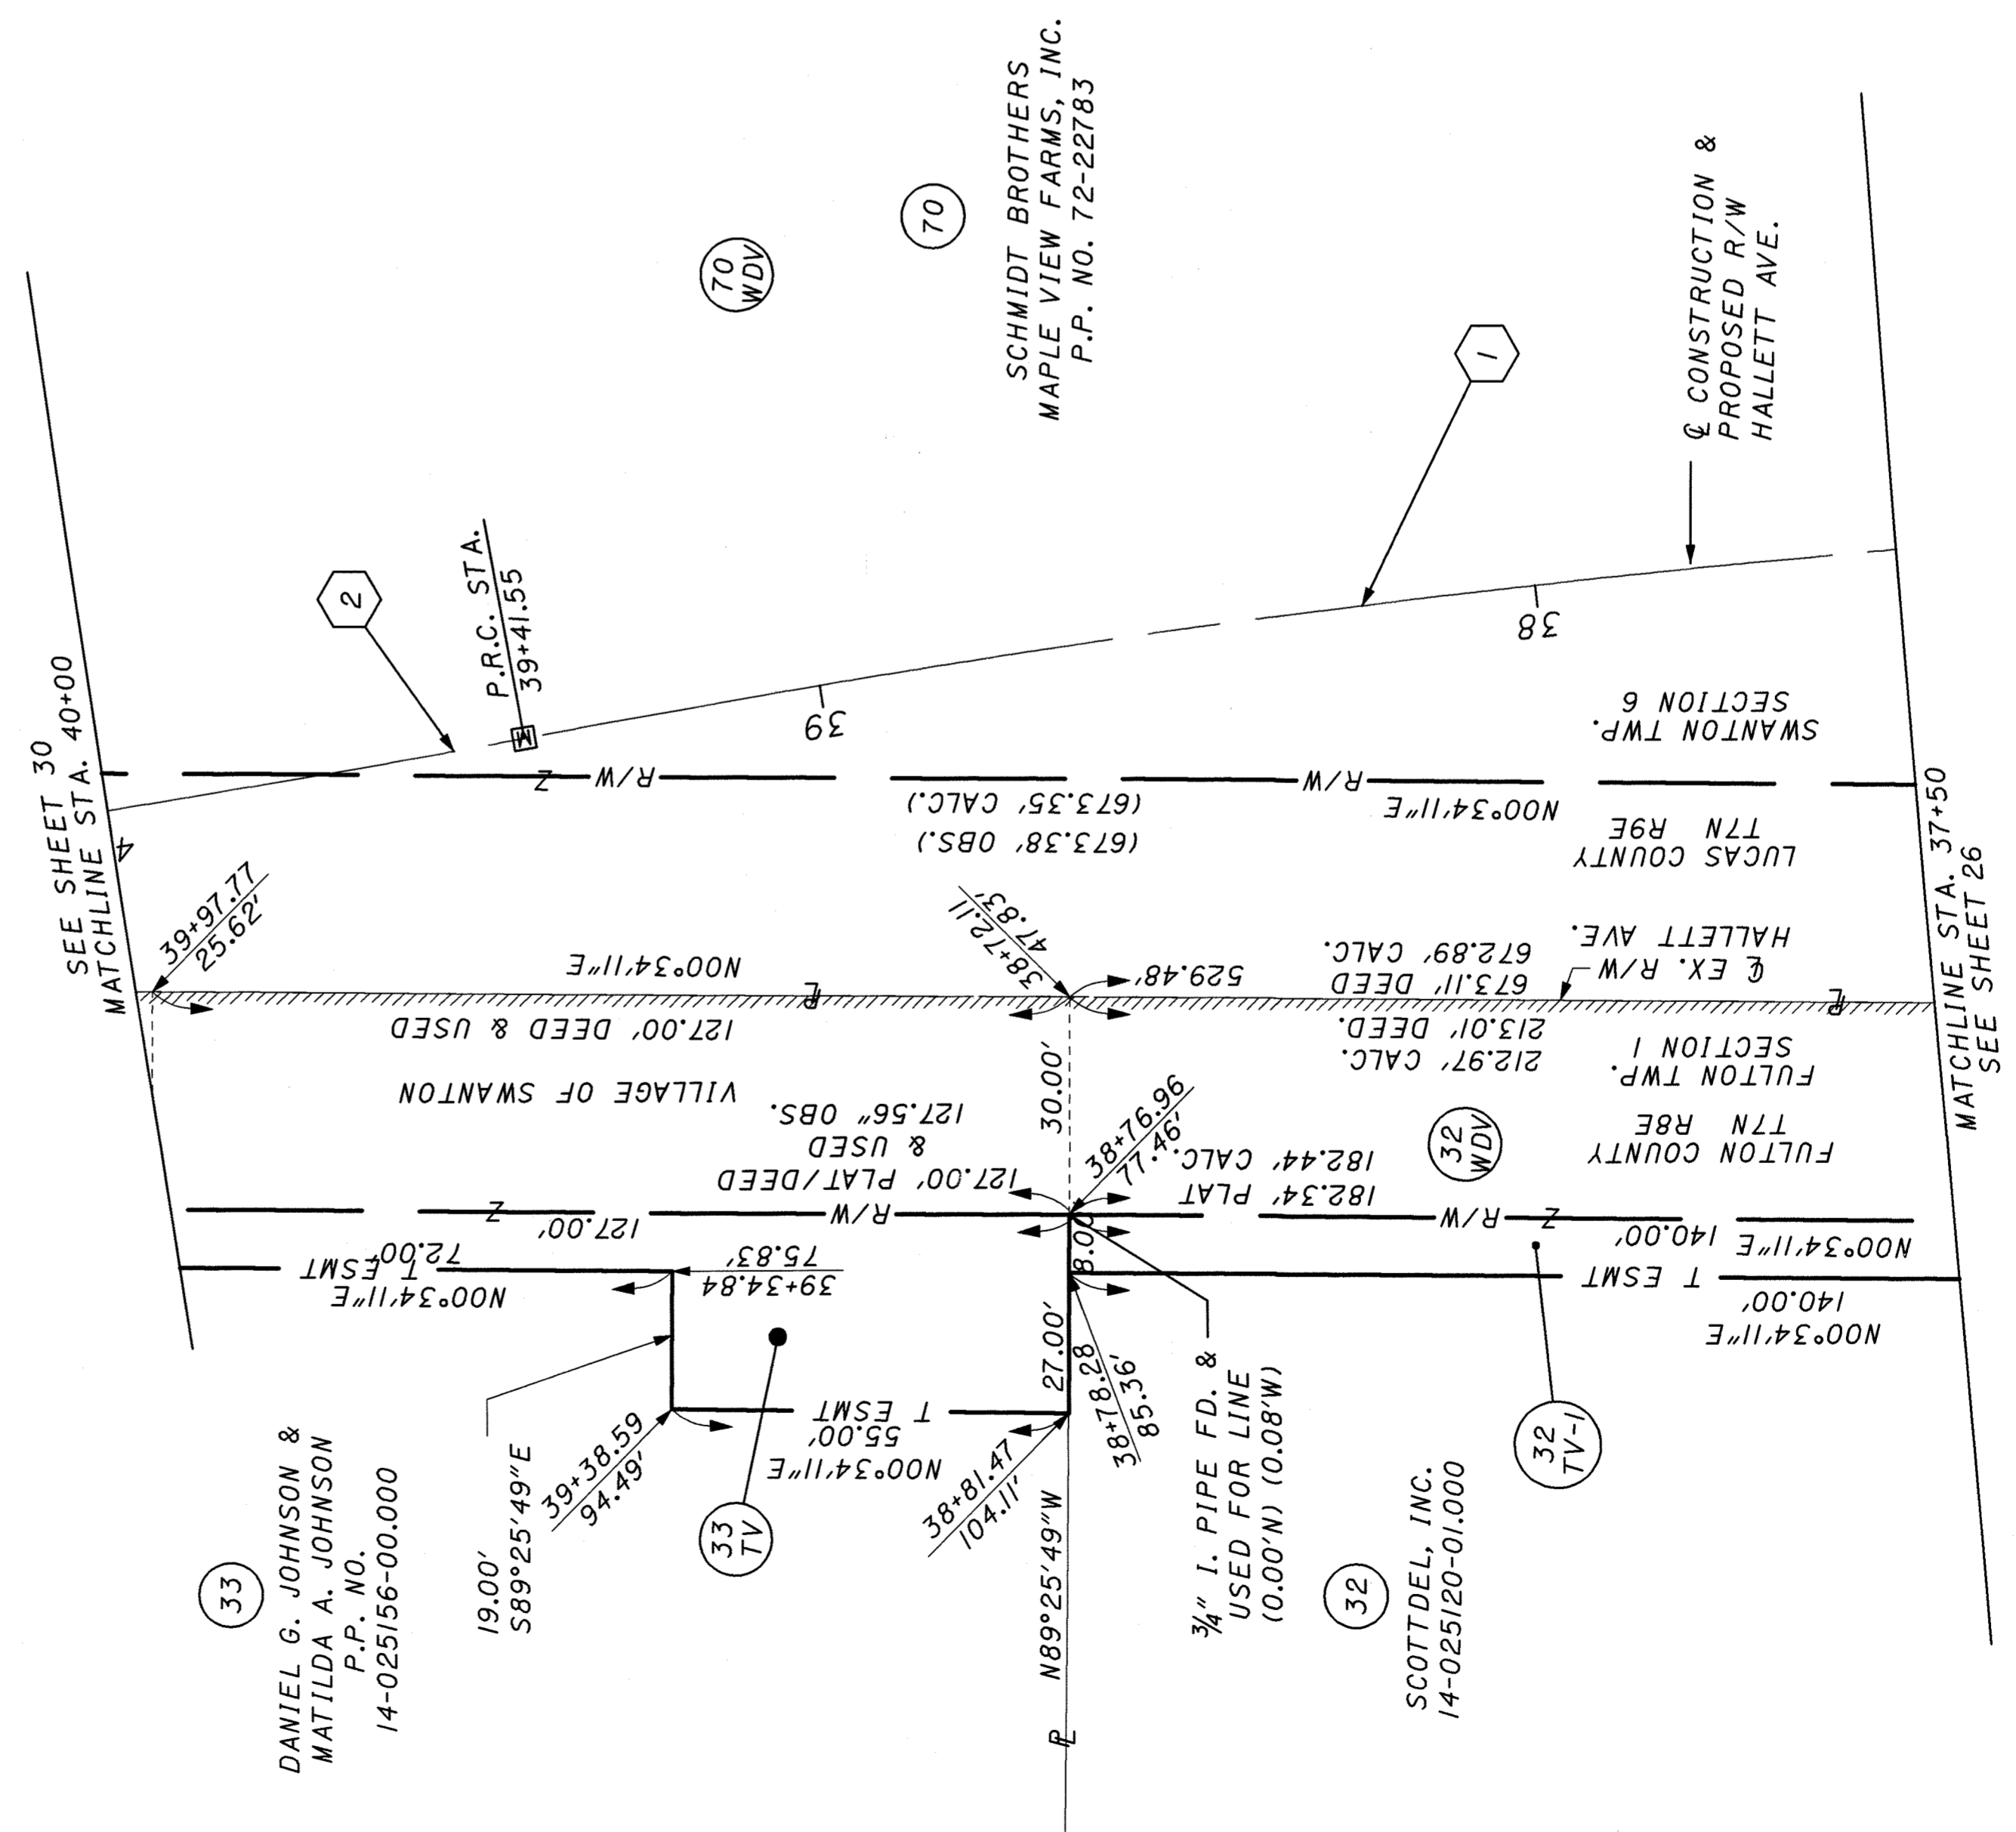 SEE SHEET 30
MATCHLINE STA. 40+00
4
2
P.R.C. STA.
39+41.55
70
WDV
70
SCHMIDT BROTHERS
MAPLE VIEW FARMS, INC.
P.P. NO. 72-22783
1
℄ CONSTRUCTION &
PROPOSED R/W
HALLETT AVE.
38
39
R/W
R/W
(673.35' CALC.)
(673.38' OBS.)
N00°34'11"E
SWANTON TWP.
SECTION 6
LUCAS COUNTY
T7N R9E
39+97.77
25.62'
N00°34'11"E
38+72.11
47.83'
529.48'
672.89' CALC.
673.11' DEED
HALLETT AVE.
℄ EX. R/W
127.00' DEED & USED
VILLAGE OF SWANTON
213.01' DEED.
212.97' CALC.
FULTON TWP.
SECTION 1
FULTON COUNTY
T7N R8E
30.00'
127.56" OBS.
& USED
127.00' PLAT/DEED
38+76.96
77.46'
182.44' CALC.
182.34' PLAT
32
WDV
R/W
127.00'
R/W
140.00'
N00°34'11"E
72.00'
T ESMT
N00°34'11"E
75.83'
39+34.84
8.00
T ESMT
140.00'
N00°34'11"E
27.00'
T ESMT
55.00'
N00°34'11"E
38+78.28
85.36'
19.00'
S89°25'49"E
39+38.59
94.49'
38+81.47
104.11'
33
TV
3/4" I. PIPE FD. &
USED FOR LINE
(0.00'N) (0.08'W)
32
TV-1
33
DANIEL G. JOHNSON &
MATILDA A. JOHNSON
P.P. NO.
14-025156-00.000
N89°25'49"W
32
SCOTTDEL, INC.
14-025120-01.000
MATCHLINE STA. 37+50
SEE SHEET 26